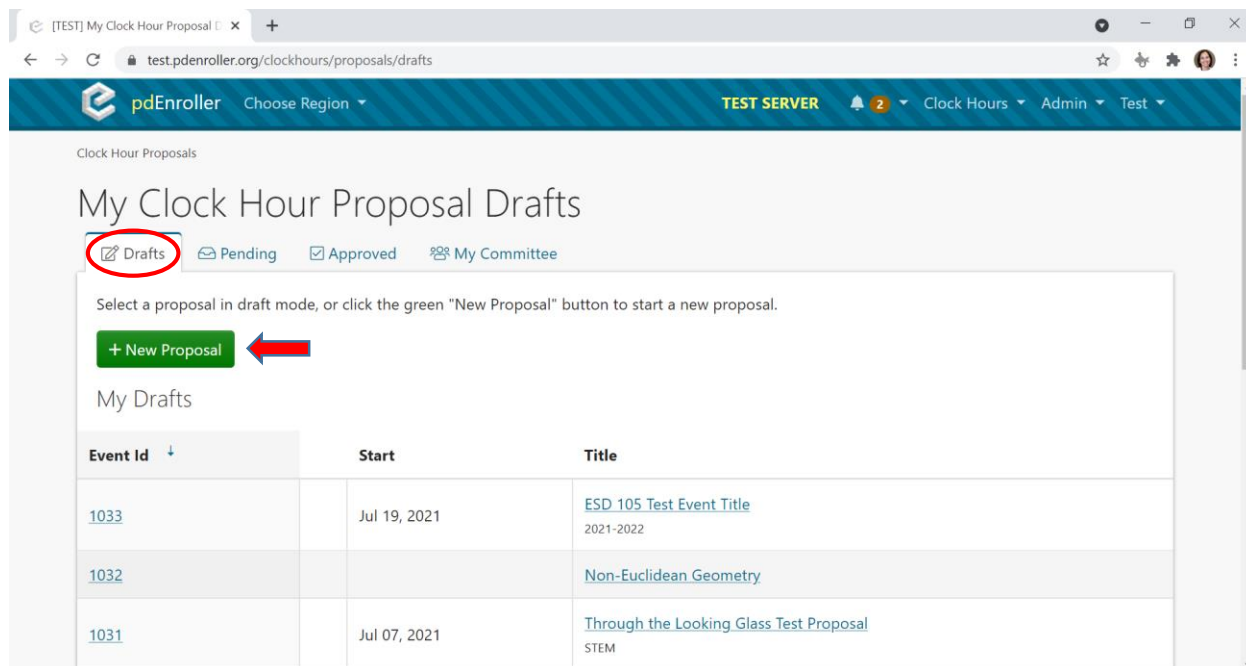 [TEST] My Clock Hour Proposal D
test.pdenroller.org/clockhours/proposals/drafts
pdEnroller Choose Region TEST SERVER 2 Clock Hours Admin Test
Clock Hour Proposals
My Clock Hour Proposal Drafts
Drafts Pending Approved My Committee
Select a proposal in draft mode, or click the green "New Proposal" button to start a new proposal.
+ New Proposal
My Drafts
Event Id Start Title
1033 Jul 19, 2021 ESD 105 Test Event Title
2021-2022
1032 Non-Euclidean Geometry
1031 Jul 07, 2021 Through the Looking Glass Test Proposal
STEM